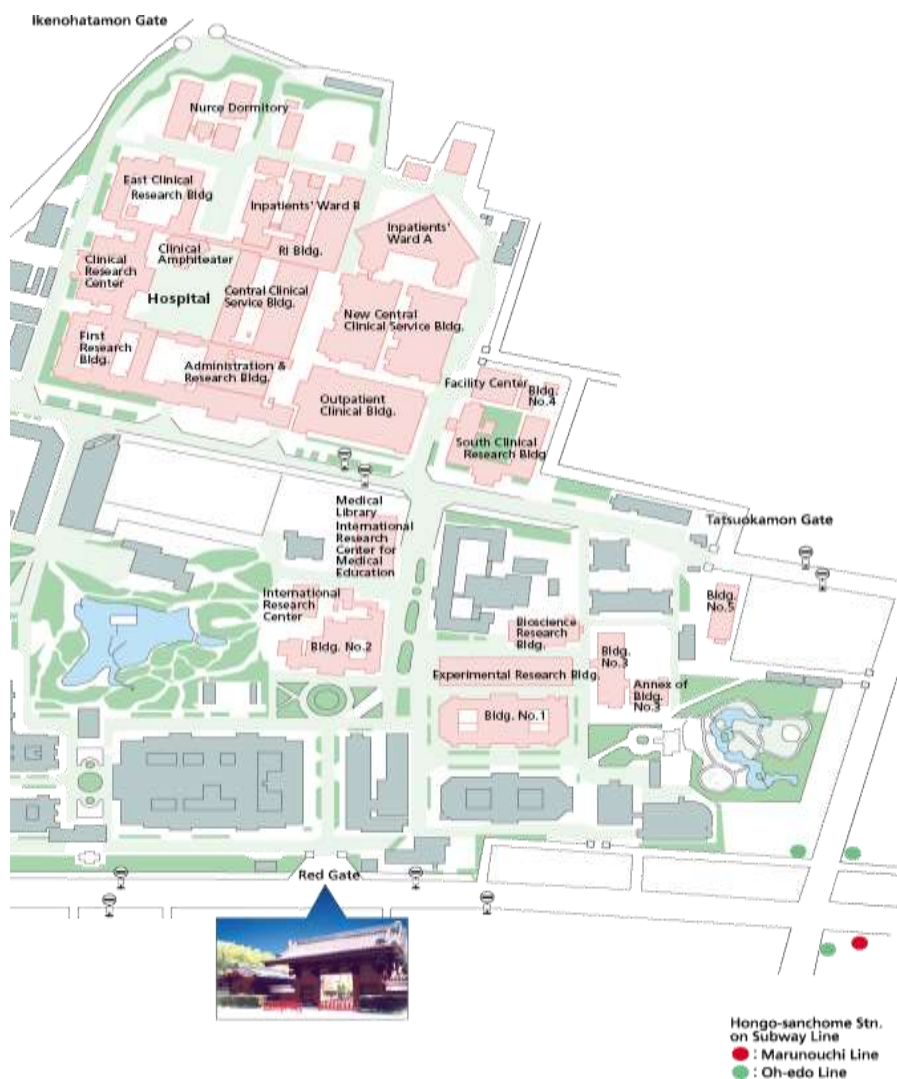 Ikenohatamon Gate
Nurce Dormitory
East Clinical
Research Bldg
Inpatients' Ward B
Inpatients'
Ward A
Clinical
Amphiteater
RI Bldg.
Clinical
Research
Center
Hospital
Central Clinical
Service Bldg.
New Central
Clinical Service Bldg.
First
Research
Bldg.
Administration &
Research Bldg.
Outpatient
Clinical Bldg.
Facility Center
Bldg.
No.4
South Clinical
Research Bldg
Medical
Library
International
Research
Center for
Medical
Education
Tatsuokamon Gate
International
Research
Center
Bldg. No.2
Bioscience
Research
Bldg.
Bldg.
No.5
Bldg.
No.3
Experimental Research Bldg.
Annex of
Bldg.
No.3
Bldg. No.1
Red Gate
Hongo-sanchome Stn.
on Subway Line
: Marunouchi Line
: Oh-edo Line